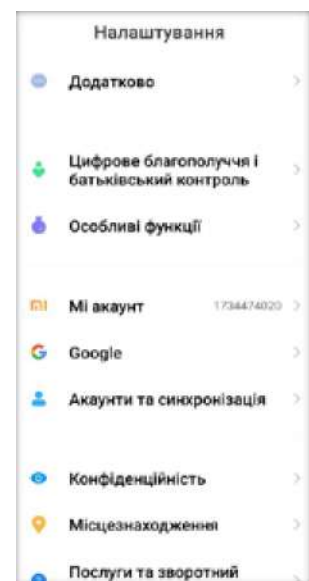 Налаштування
Додатково
Цифрове благополуччя і
батьківський контроль
Особливі функції
Mi акаунт 1734474020
Google
Акаунти та синхронізація
Конфіденційність
Місцезнаходження
Послуги та зворотний